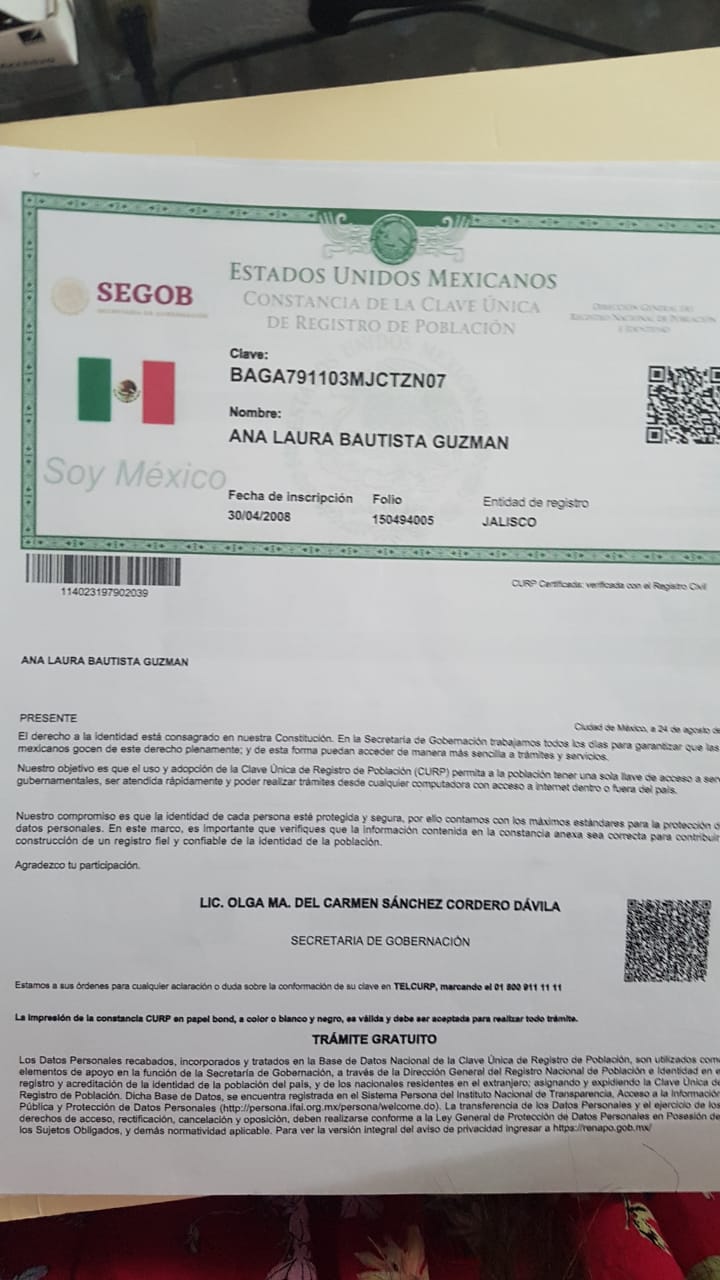 ESTADOS UNIDOS MEXICANOS
SEGOB
CONSTANCIA DE LA CLAVE ÚNICA
DE REGISTRO DE POBLACIÓN
DIRECCIÓN GENERAL DEL
REGISTRO NACIONAL DE POBLACIÓN
E IDENTIDAD
Clave:
BAGA791103MJCTZN07
Nombre:
ANA LAURA BAUTISTA GUZMAN
Soy México
Fecha de inscripción Folio Entidad de registro
30/04/2008 150494005 JALISCO
114023197902039
CURP Certificada: verificada con el Registro Civil
ANA LAURA BAUTISTA GUZMAN
PRESENTE
Ciudad de México, a 24 de agosto de
El derecho a la identidad está consagrado en nuestra Constitución. En la Secretaría de Gobernación trabajamos todos los días para garantizar que las
mexicanos gocen de este derecho plenamente; y de esta forma puedan acceder de manera más sencilla a trámites y servicios.
Nuestro objetivo es que el uso y adopción de la Clave Única de Registro de Población (CURP) permita a la población tener una sola llave de acceso a ser
gubernamentales, ser atendida rápidamente y poder realizar trámites desde cualquier computadora con acceso a internet dentro o fuera del país.
Nuestro compromiso es que la identidad de cada persona esté protegida y segura, por ello contamos con los máximos estándares para la protección d
datos personales. En este marco, es importante que verifiques que la información contenida en la constancia anexa sea correcta para contribuir
construcción de un registro fiel y confiable de la identidad de la población.
Agradezco tu participación.
LIC. OLGA MA. DEL CARMEN SÁNCHEZ CORDERO DÁVILA
SECRETARIA DE GOBERNACIÓN
Estamos a sus órdenes para cualquier aclaración o duda sobre la conformación de su clave en TELCURP, marcando el 01 800 911 11 11
La impresión de la constancia CURP en papel bond, a color o blanco y negro, es válida y debe ser aceptada para realizar todo trámite.
TRÁMITE GRATUITO
Los Datos Personales recabados, incorporados y tratados en la Base de Datos Nacional de la Clave Única de Registro de Población, son utilizados com
elementos de apoyo en la función de la Secretaría de Gobernación, a través de la Dirección General del Registro Nacional de Población e Identidad en e
registro y acreditación de la identidad de la población del país, y de los nacionales residentes en el extranjero; asignando y expidiendo la Clave Única de
Registro de Población. Dicha Base de Datos, se encuentra registrada en el Sistema Persona del Instituto Nacional de Transparencia, Acceso a la Informació
Pública y Protección de Datos Personales (http://persona.ifai.org.mx/persona/welcome.do). La transferencia de los Datos Personales y el ejercicio de los
derechos de acceso, rectificación, cancelación y oposición, deben realizarse conforme a la Ley General de Protección de Datos Personales en Posesión de
los Sujetos Obligados, y demás normatividad aplicable. Para ver la versión integral del aviso de privacidad ingresar a https://renapo.gob.mx/